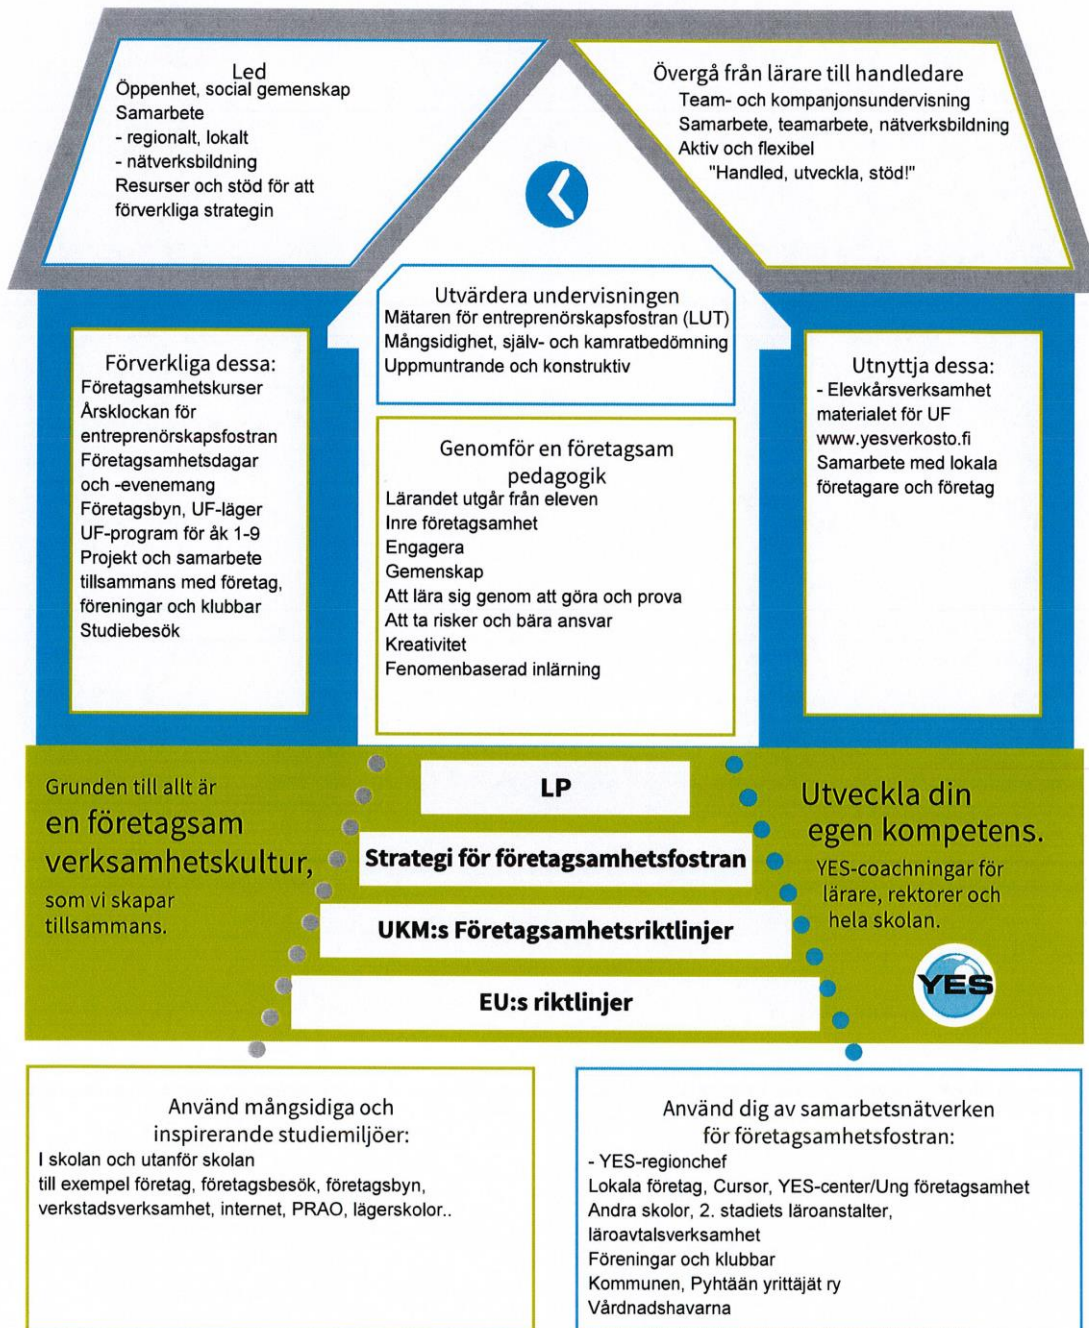 Led
Öppenhet, social gemenskap
Samarbete
- regionalt, lokalt
- nätverksbildning
Resurser och stöd för att
förverkliga strategin
Övergå från lärare till handledare
Team- och kompanjonsundervisning
Samarbete, teamarbete, nätverksbildning
Aktiv och flexibel
"Handled, utveckla, stöd!"
Utvärdera undervisningen
Mätaren för entreprenörskapsfostran (LUT)
Mångsidighet, själv- och kamratbedömning
Uppmuntrande och konstruktiv
Förverkliga dessa:
Företagsamhetskurser
Årsklockan för
entreprenörskapsfostran
Företagsamhetsdagar
och -evenemang
Företagsbyn, UF-läger
UF-program för åk 1-9
Projekt och samarbete
tillsammans med företag,
föreningar och klubbar
Studiebesök
Genomför en företagsam
pedagogik
Lärandet utgår från eleven
Inre företagsamhet
Engagera
Gemenskap
Att lära sig genom att göra och prova
Att ta risker och bära ansvar
Kreativitet
Fenomenbaserad inlärning
Utnyttja dessa:
- Elevkårsverksamhet
materialet för UF
www.yesverkosto.fi
Samarbete med lokala
företagare och företag
Grunden till allt är
en företagsam
verksamhetskultur,
som vi skapar
tillsammans.
LP
Strategi för företagsamhetsfostran
UKM:s Företagsamhetsriktlinjer
EU:s riktlinjer
Utveckla din
egen kompetens.
YES-coachningar för
lärare, rektorer och
hela skolan.
YES
Använd mångsidiga och
inspirerande studiemiljöer:
I skolan och utanför skolan
till exempel företag, företagsbesök, företagsbyn,
verkstadsverksamhet, internet, PRAO, lägerskolor..
Använd dig av samarbetsnätverken
för företagsamhetsfostran:
- YES-regionchef
Lokala företag, Cursor, YES-center/Ung företagsamhet
Andra skolor, 2. stadiets läroanstalter,
läroavtalsverksamhet
Föreningar och klubbar
Kommunen, Pyhtään yrittäjät ry
Vårdnadshavarna